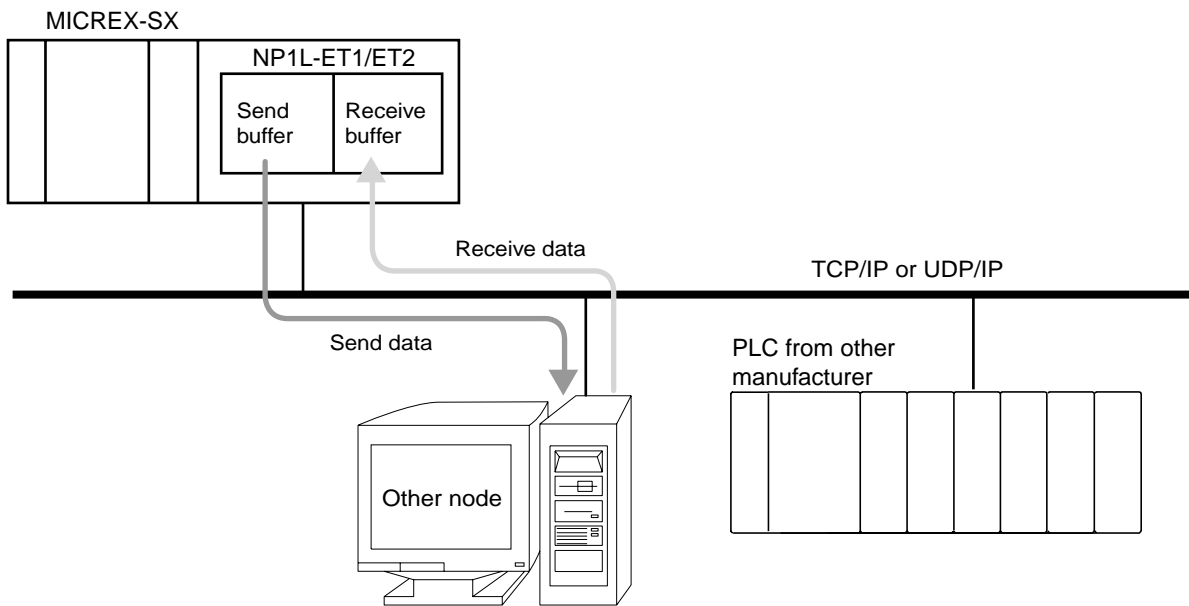 MICREX-SX
NP1L-ET1/ET2
Send
buffer
Receive
buffer
Receive data
TCP/IP or UDP/IP
Send data
PLC from other
manufacturer
Other node